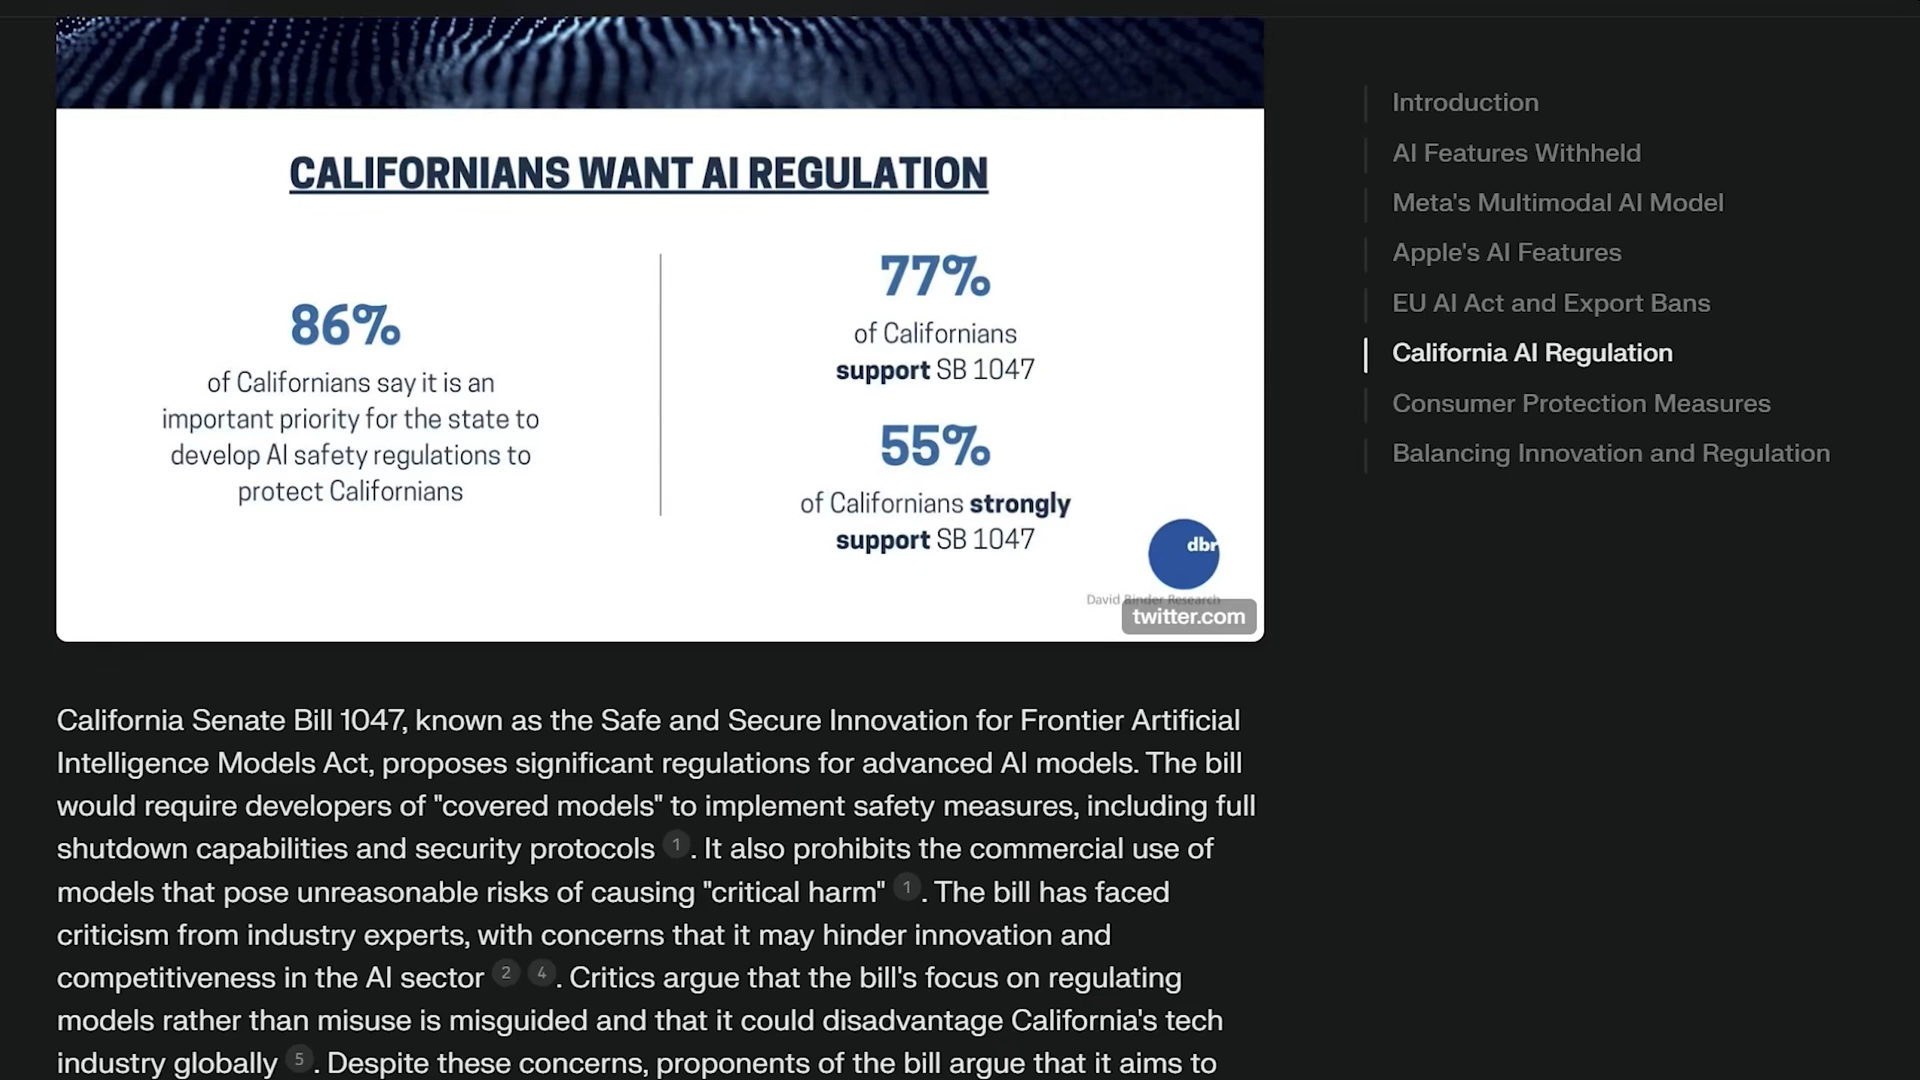 CALIFORNIANS WANT AI REGULATION
86%
of Californians say it is an
important priority for the state to
develop AI safety regulations to
protect Californians
77%
of Californians
support SB 1047
55%
of Californians strongly
support SB 1047
dbr
David Binder Research
twitter.com
California Senate Bill 1047, known as the Safe and Secure Innovation for Frontier Artificial
Intelligence Models Act, proposes significant regulations for advanced AI models. The bill
would require developers of "covered models" to implement safety measures, including full
shutdown capabilities and security protocols 1 . It also prohibits the commercial use of
models that pose unreasonable risks of causing "critical harm" 1 . The bill has faced
criticism from industry experts, with concerns that it may hinder innovation and
competitiveness in the AI sector 2 4 . Critics argue that the bill's focus on regulating
models rather than misuse is misguided and that it could disadvantage California's tech
industry globally 5 . Despite these concerns, proponents of the bill argue that it aims to
Introduction
AI Features Withheld
Meta's Multimodal AI Model
Apple's AI Features
EU AI Act and Export Bans
California AI Regulation
Consumer Protection Measures
Balancing Innovation and Regulation